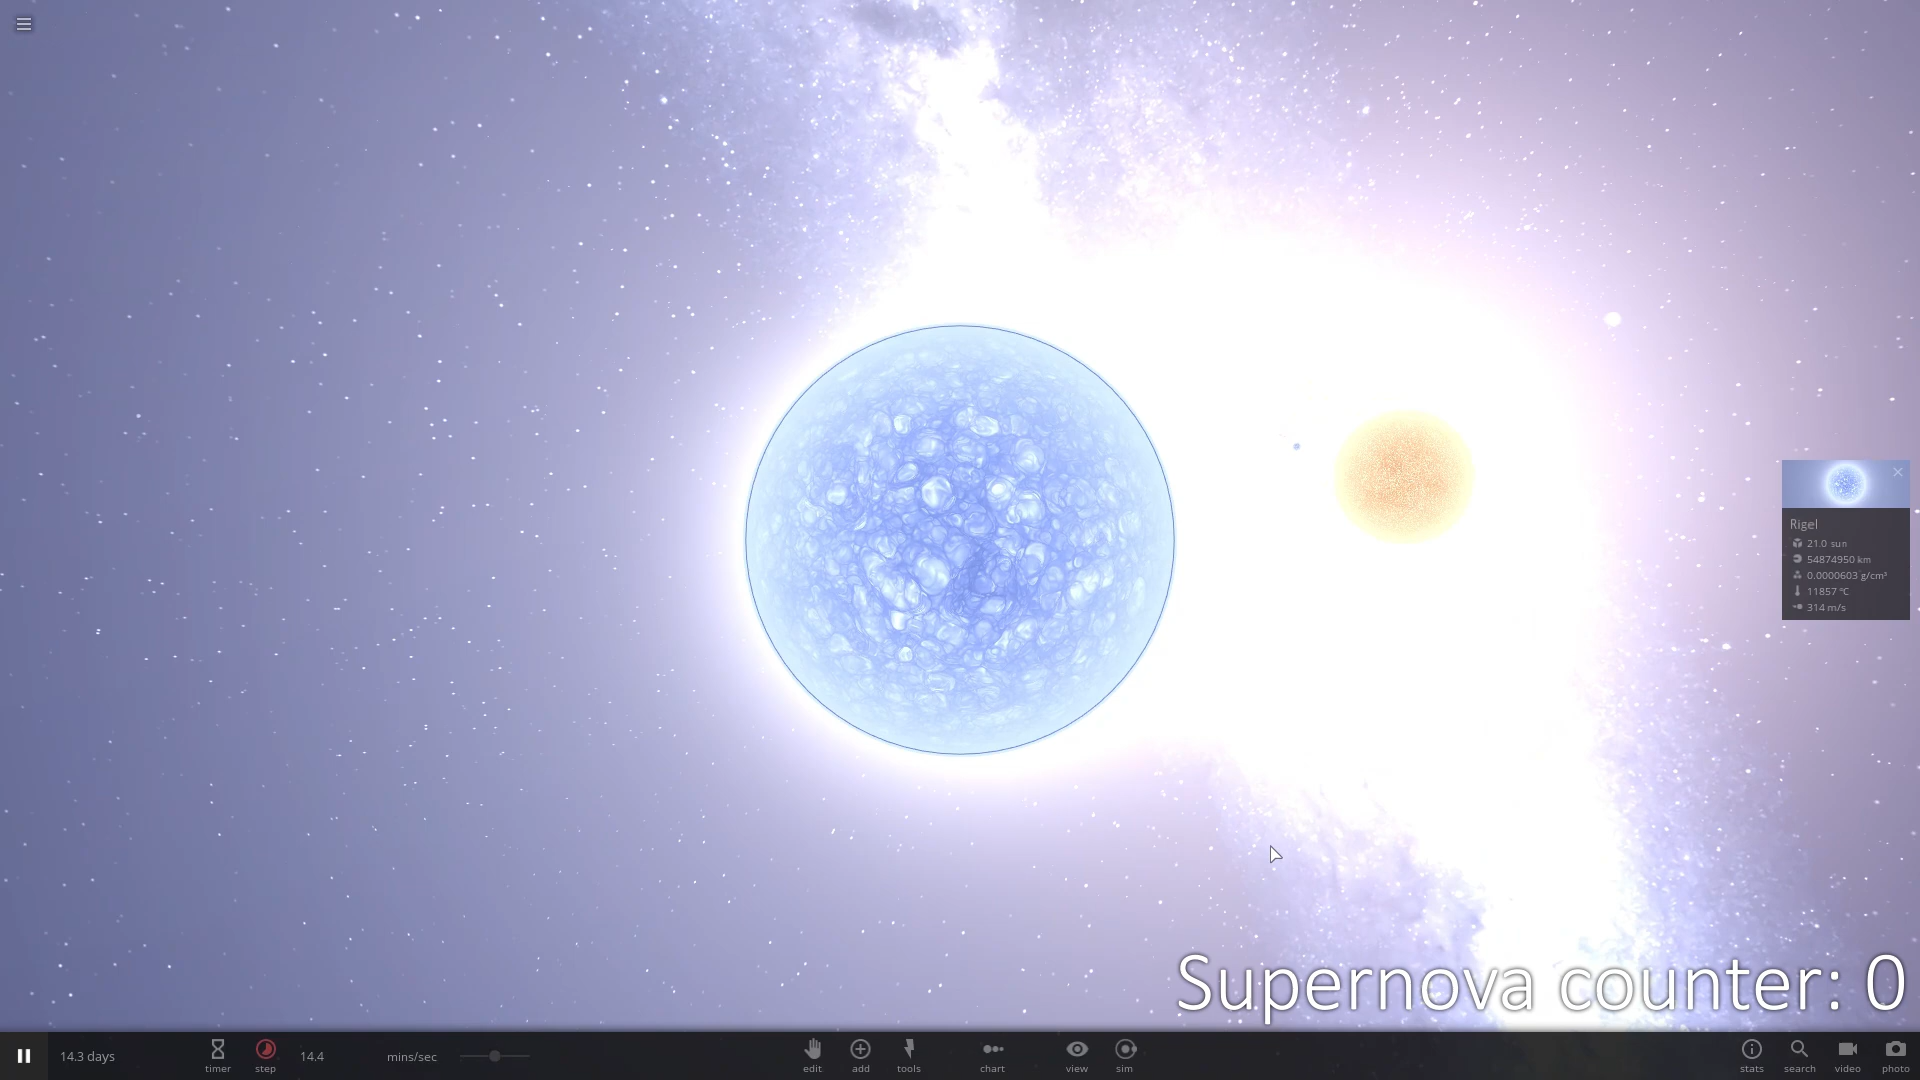 Rigel
21.0 sun
54874950 km
0.0000603 g/cm³
11857 ºC
314 m/s
Supernova counter: 0
14.3 days
timer
step
14.4
mins/sec
edit
add
tools
chart
view
sim
stats
search
video
photo